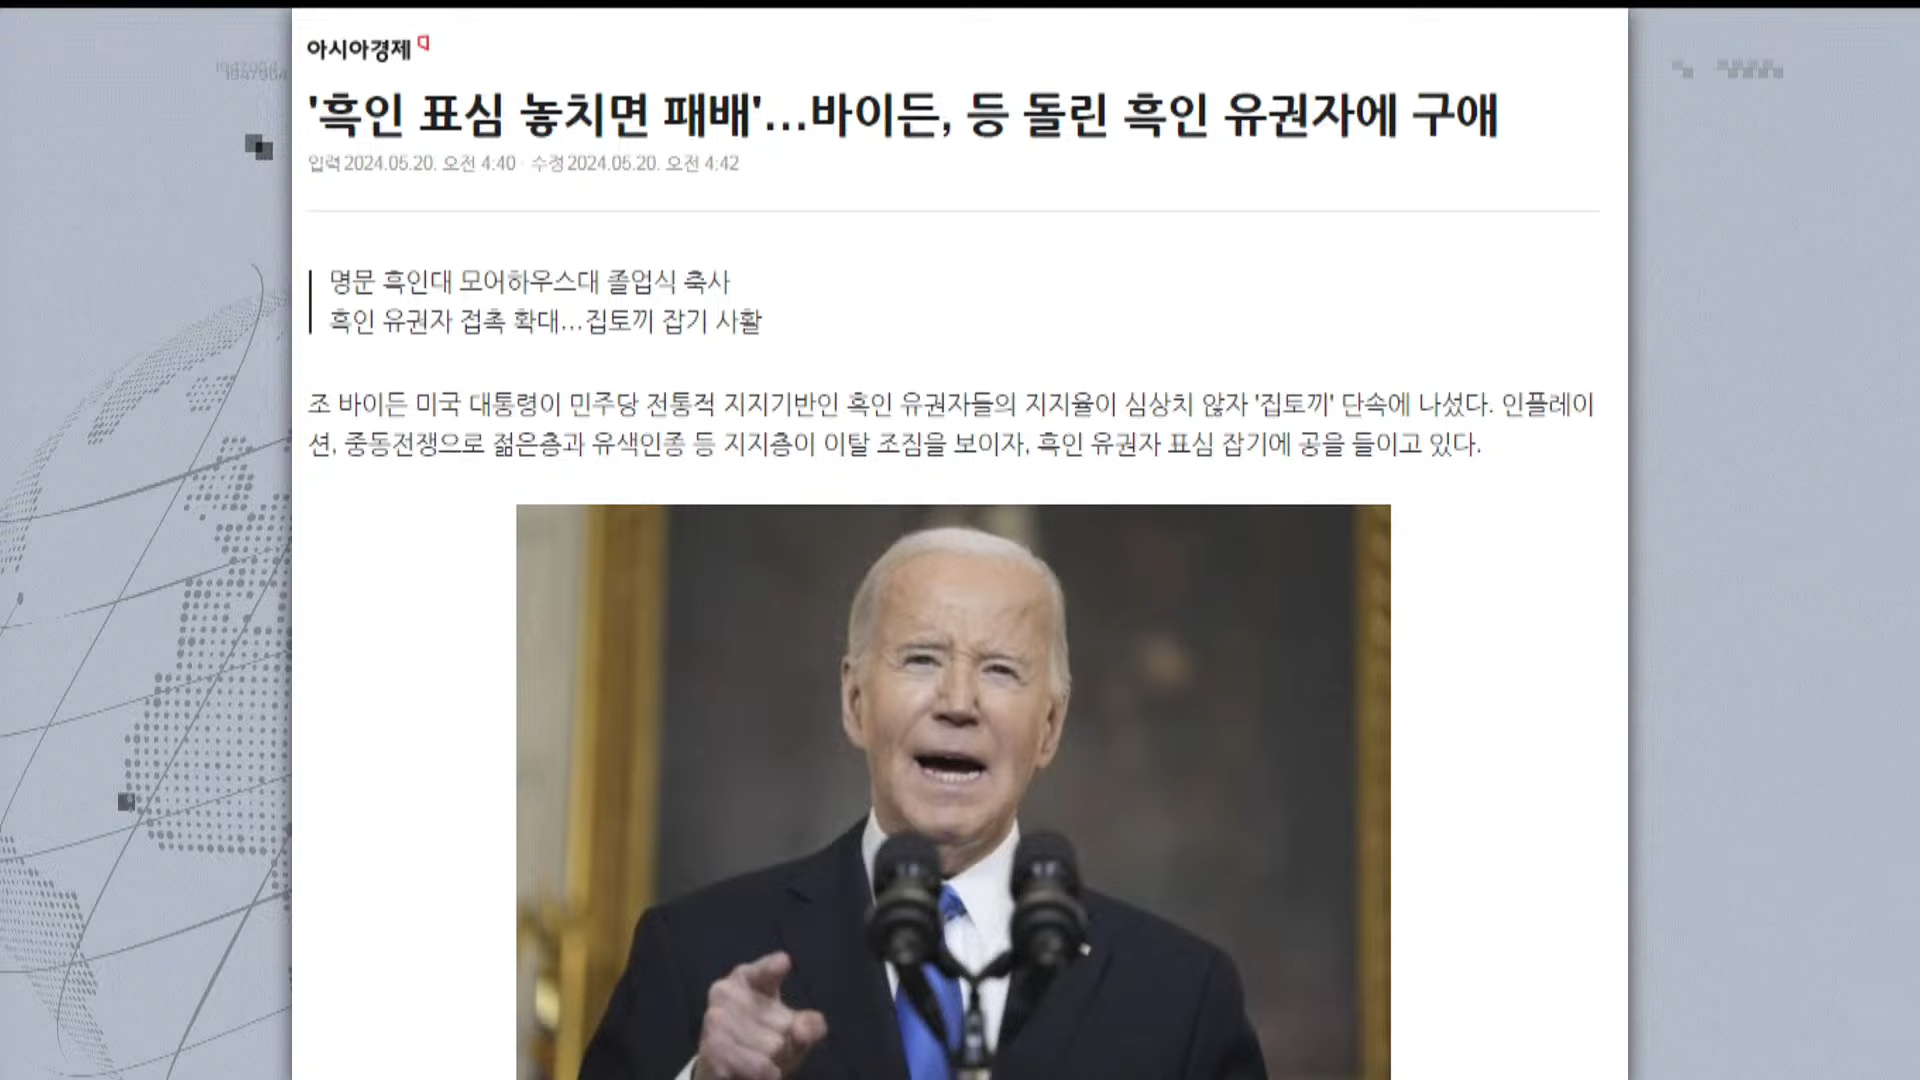 아시아경제
'흑인 표심 놓치면 패배'...바이든, 등 돌린 흑인 유권자에 구애
입력 2024.05.20. 오전 4:40 · 수정 2024.05.20. 오전 4:42
명문 흑인대 모어하우스대 졸업식 축사
흑인 유권자 접촉 확대...집토끼 잡기 사활
조 바이든 미국 대통령이 민주당 전통적 지지기반인 흑인 유권자들의 지지율이 심상치 않자 '집토끼' 단속에 나섰다. 인플레이
션, 중동전쟁으로 젊은층과 유색인종 등 지지층이 이탈 조짐을 보이자, 흑인 유권자 표심 잡기에 공을 들이고 있다.